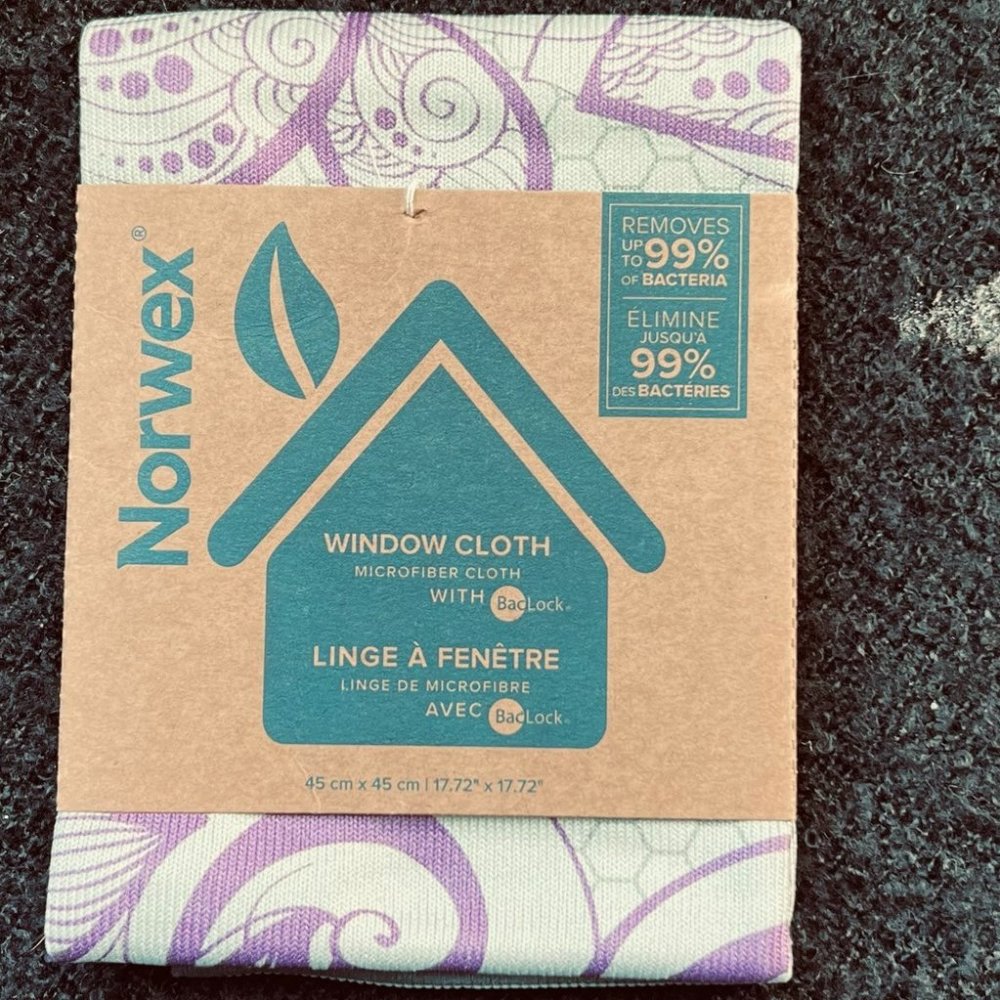 Norwex®
REMOVES
UP TO 99%
OF BACTERIA
ÉLIMINE
JUSQU'À
99%
DES BACTÉRIES
WINDOW CLOTH
MICROFIBER CLOTH
WITH BacLock®
LINGE À FENÊTRE
LINGE DE MICROFIBRE
AVEC BacLock®
45 cm x 45 cm | 17.72" x 17.72"